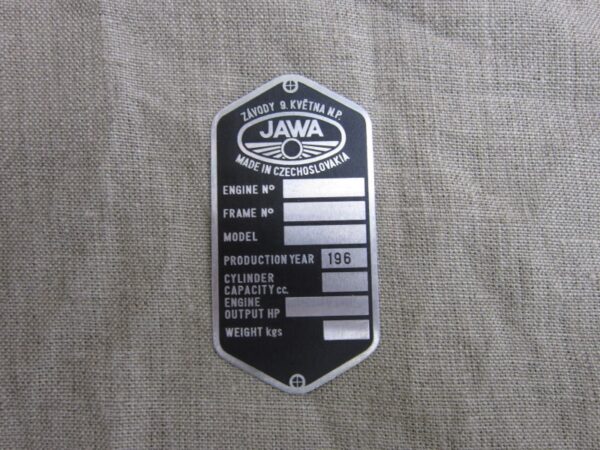 ZÁVODY 9. KVĚTNA N.P.
JAWA
MADE IN CZECHOSLOVAKIA
ENGINE Nº
FRAME Nº
MODEL
PRODUCTION YEAR 196
CYLINDER
CAPACITY cc.
ENGINE
OUTPUT HP
WEIGHT kgs